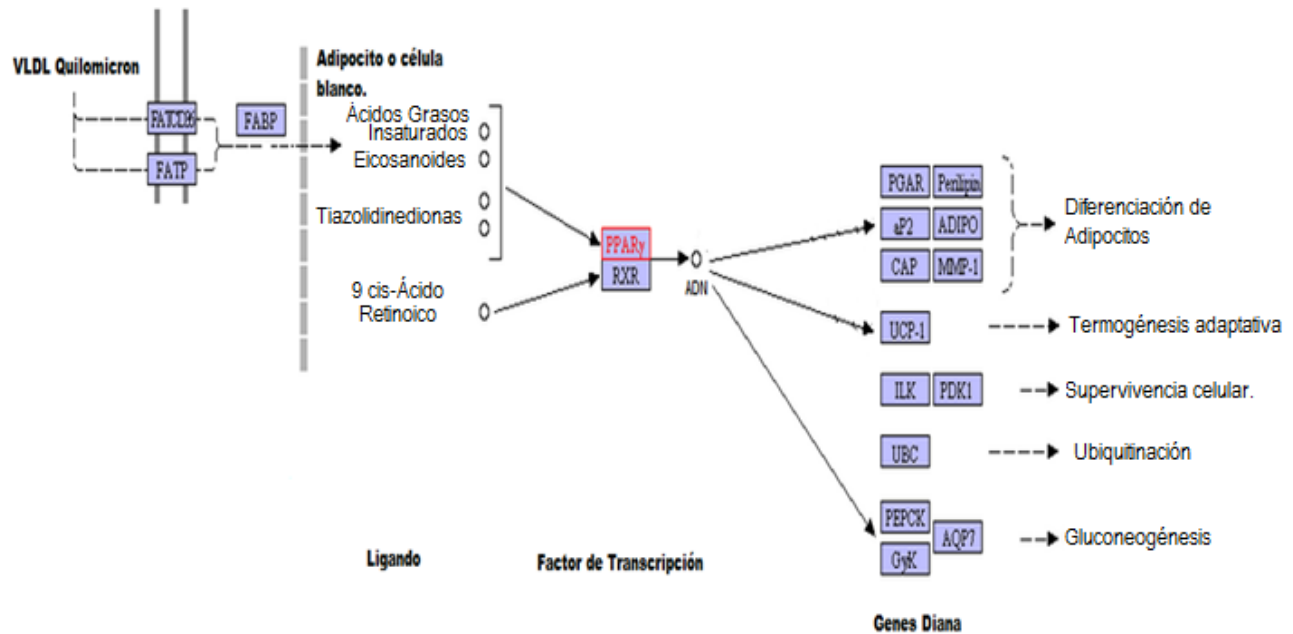 VLDL Quilomicron
FATP
FABP
Adipocito o célula
blanco.
Ácidos Grasos
Insaturados
Eicosanoides
Tiazolidinedionas
9 cis-Ácido
Retinoico
PPARγ
RXR
ADN
PGAR Perilipin
aP2 ADIPO
CAP MMP-1
UCP-1
ILK PDK1
UBC
PEPCK
AQP7
GyK
Diferenciación de
Adipocitos
Termogénesis adaptativa
Supervivencia celular.
Ubiquitinación
Gluconeogénesis
Ligando
Factor de Transcripción
Genes Diana